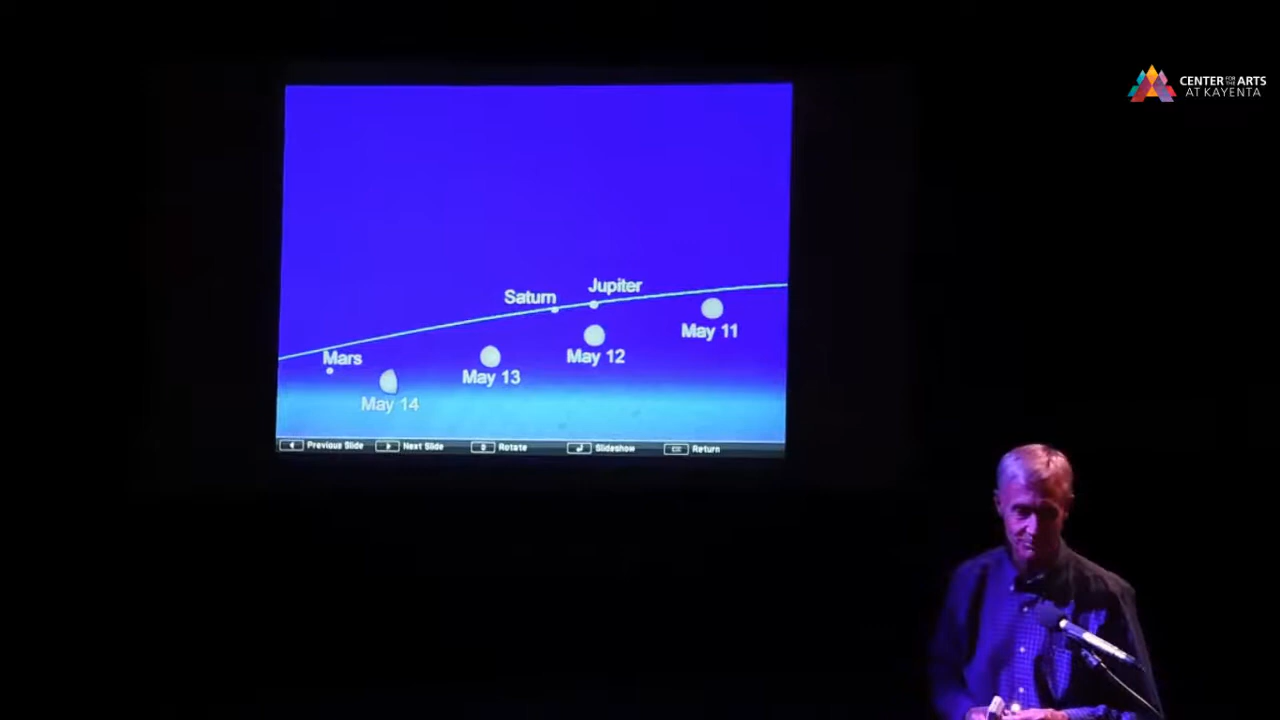 CENTER FOR THE ARTS
AT KAYENTA
Saturn
Jupiter
Mars
May 11
May 12
May 13
May 14
Previous Slide
Next Slide
Rotate
Slideshow
Return